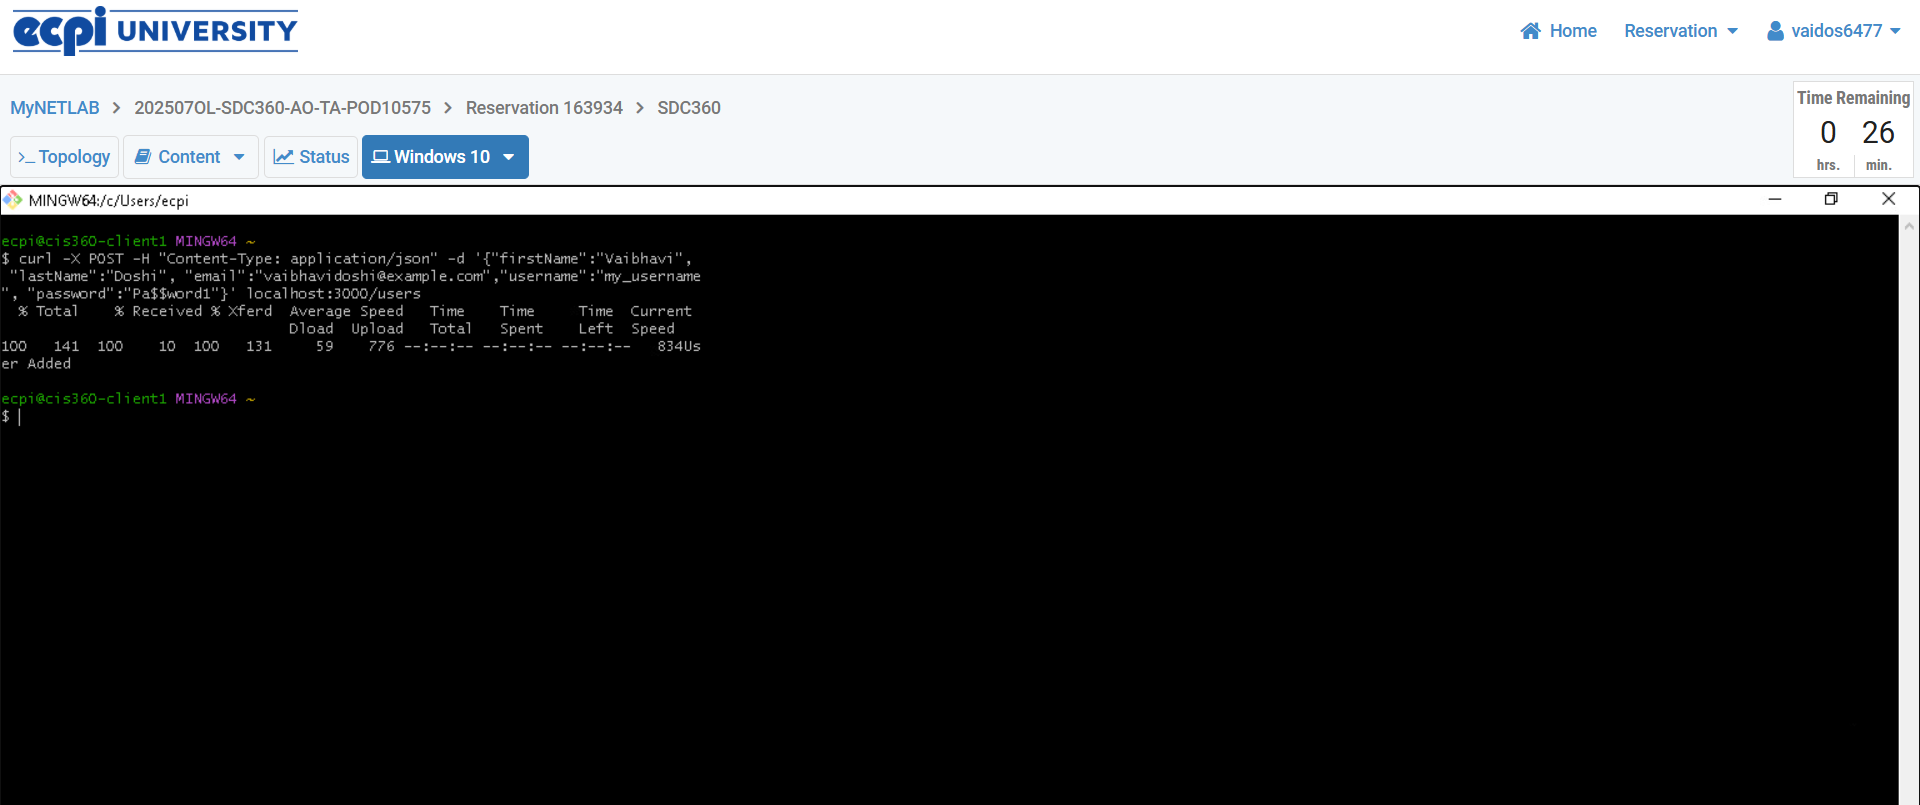 ecpi UNIVERSITY
Home Reservation vaidos6477
MyNETLAB > 202507OL-SDC360-AO-TA-POD10575 > Reservation 163934 > SDC360
Time Remaining
0 26
hrs. min.
>_ Topology Content Status Windows 10
MINGW64:/c/Users/ecpi
ecpi@cis360-client1 MINGW64 ~
$ curl -X POST -H "Content-Type: application/json" -d '{"firstName":"Vaibhavi",
"lastName":"Doshi", "email":"vaibhavidoshi@example.com","username":"my_username
", "password":"Pa$$word1"}' localhost:3000/users
% Total % Received % Xferd Average Speed Time Time Time Current
Dload Upload Total Spent Left Speed
100 141 100 10 100 131 59 776 --:--:-- --:--:-- --:--:-- 834Us
er Added
ecpi@cis360-client1 MINGW64 ~
$